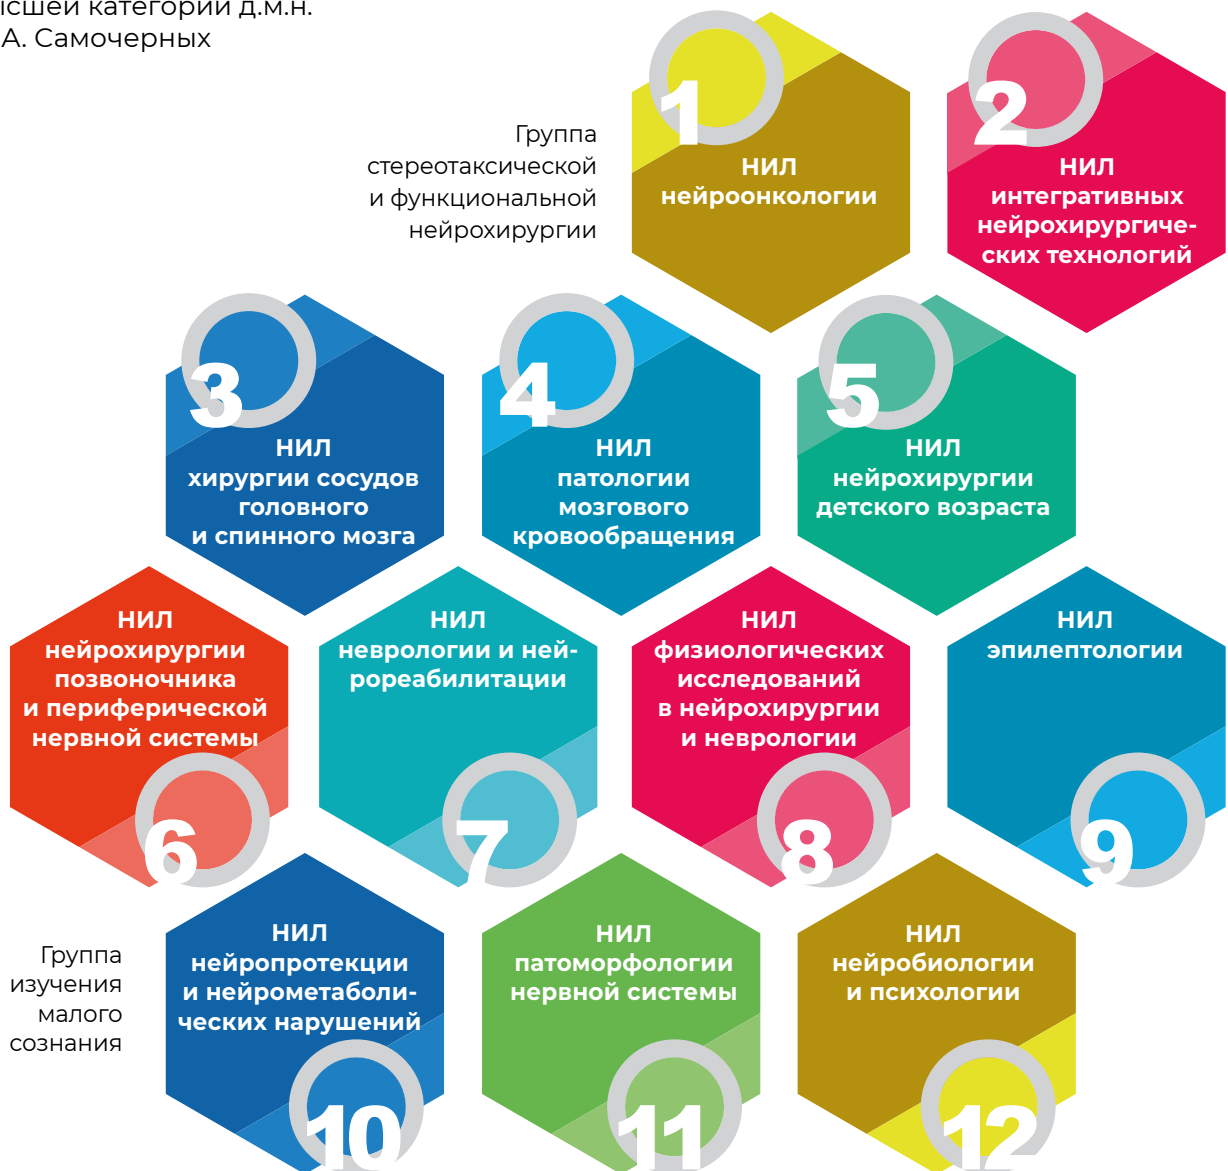 ысшей категории д.м.н.
А. Самочерных
1
НИЛ
нейроонкологии
2
НИЛ
интегративных
нейрохирургиче-
ских технологий
Группа
стереотаксической
и функциональной
нейрохирургии
3
НИЛ
хирургии сосудов
головного
и спинного мозга
4
НИЛ
патологии
мозгового
кровообращения
5
НИЛ
нейрохирургии
детского возраста
НИЛ
нейрохирургии
позвоночника
и периферической
нервной системы
6
НИЛ
неврологии и ней-
рореабилитации
7
НИЛ
физиологических
исследований
в нейрохирургии
и неврологии
8
НИЛ
эпилептологии
9
Группа
изучения
малого
сознания
НИЛ
нейропротекции
и нейрометаболи-
ческих нарушений
10
НИЛ
патоморфологии
нервной системы
11
НИЛ
нейробиологии
и психологии
12